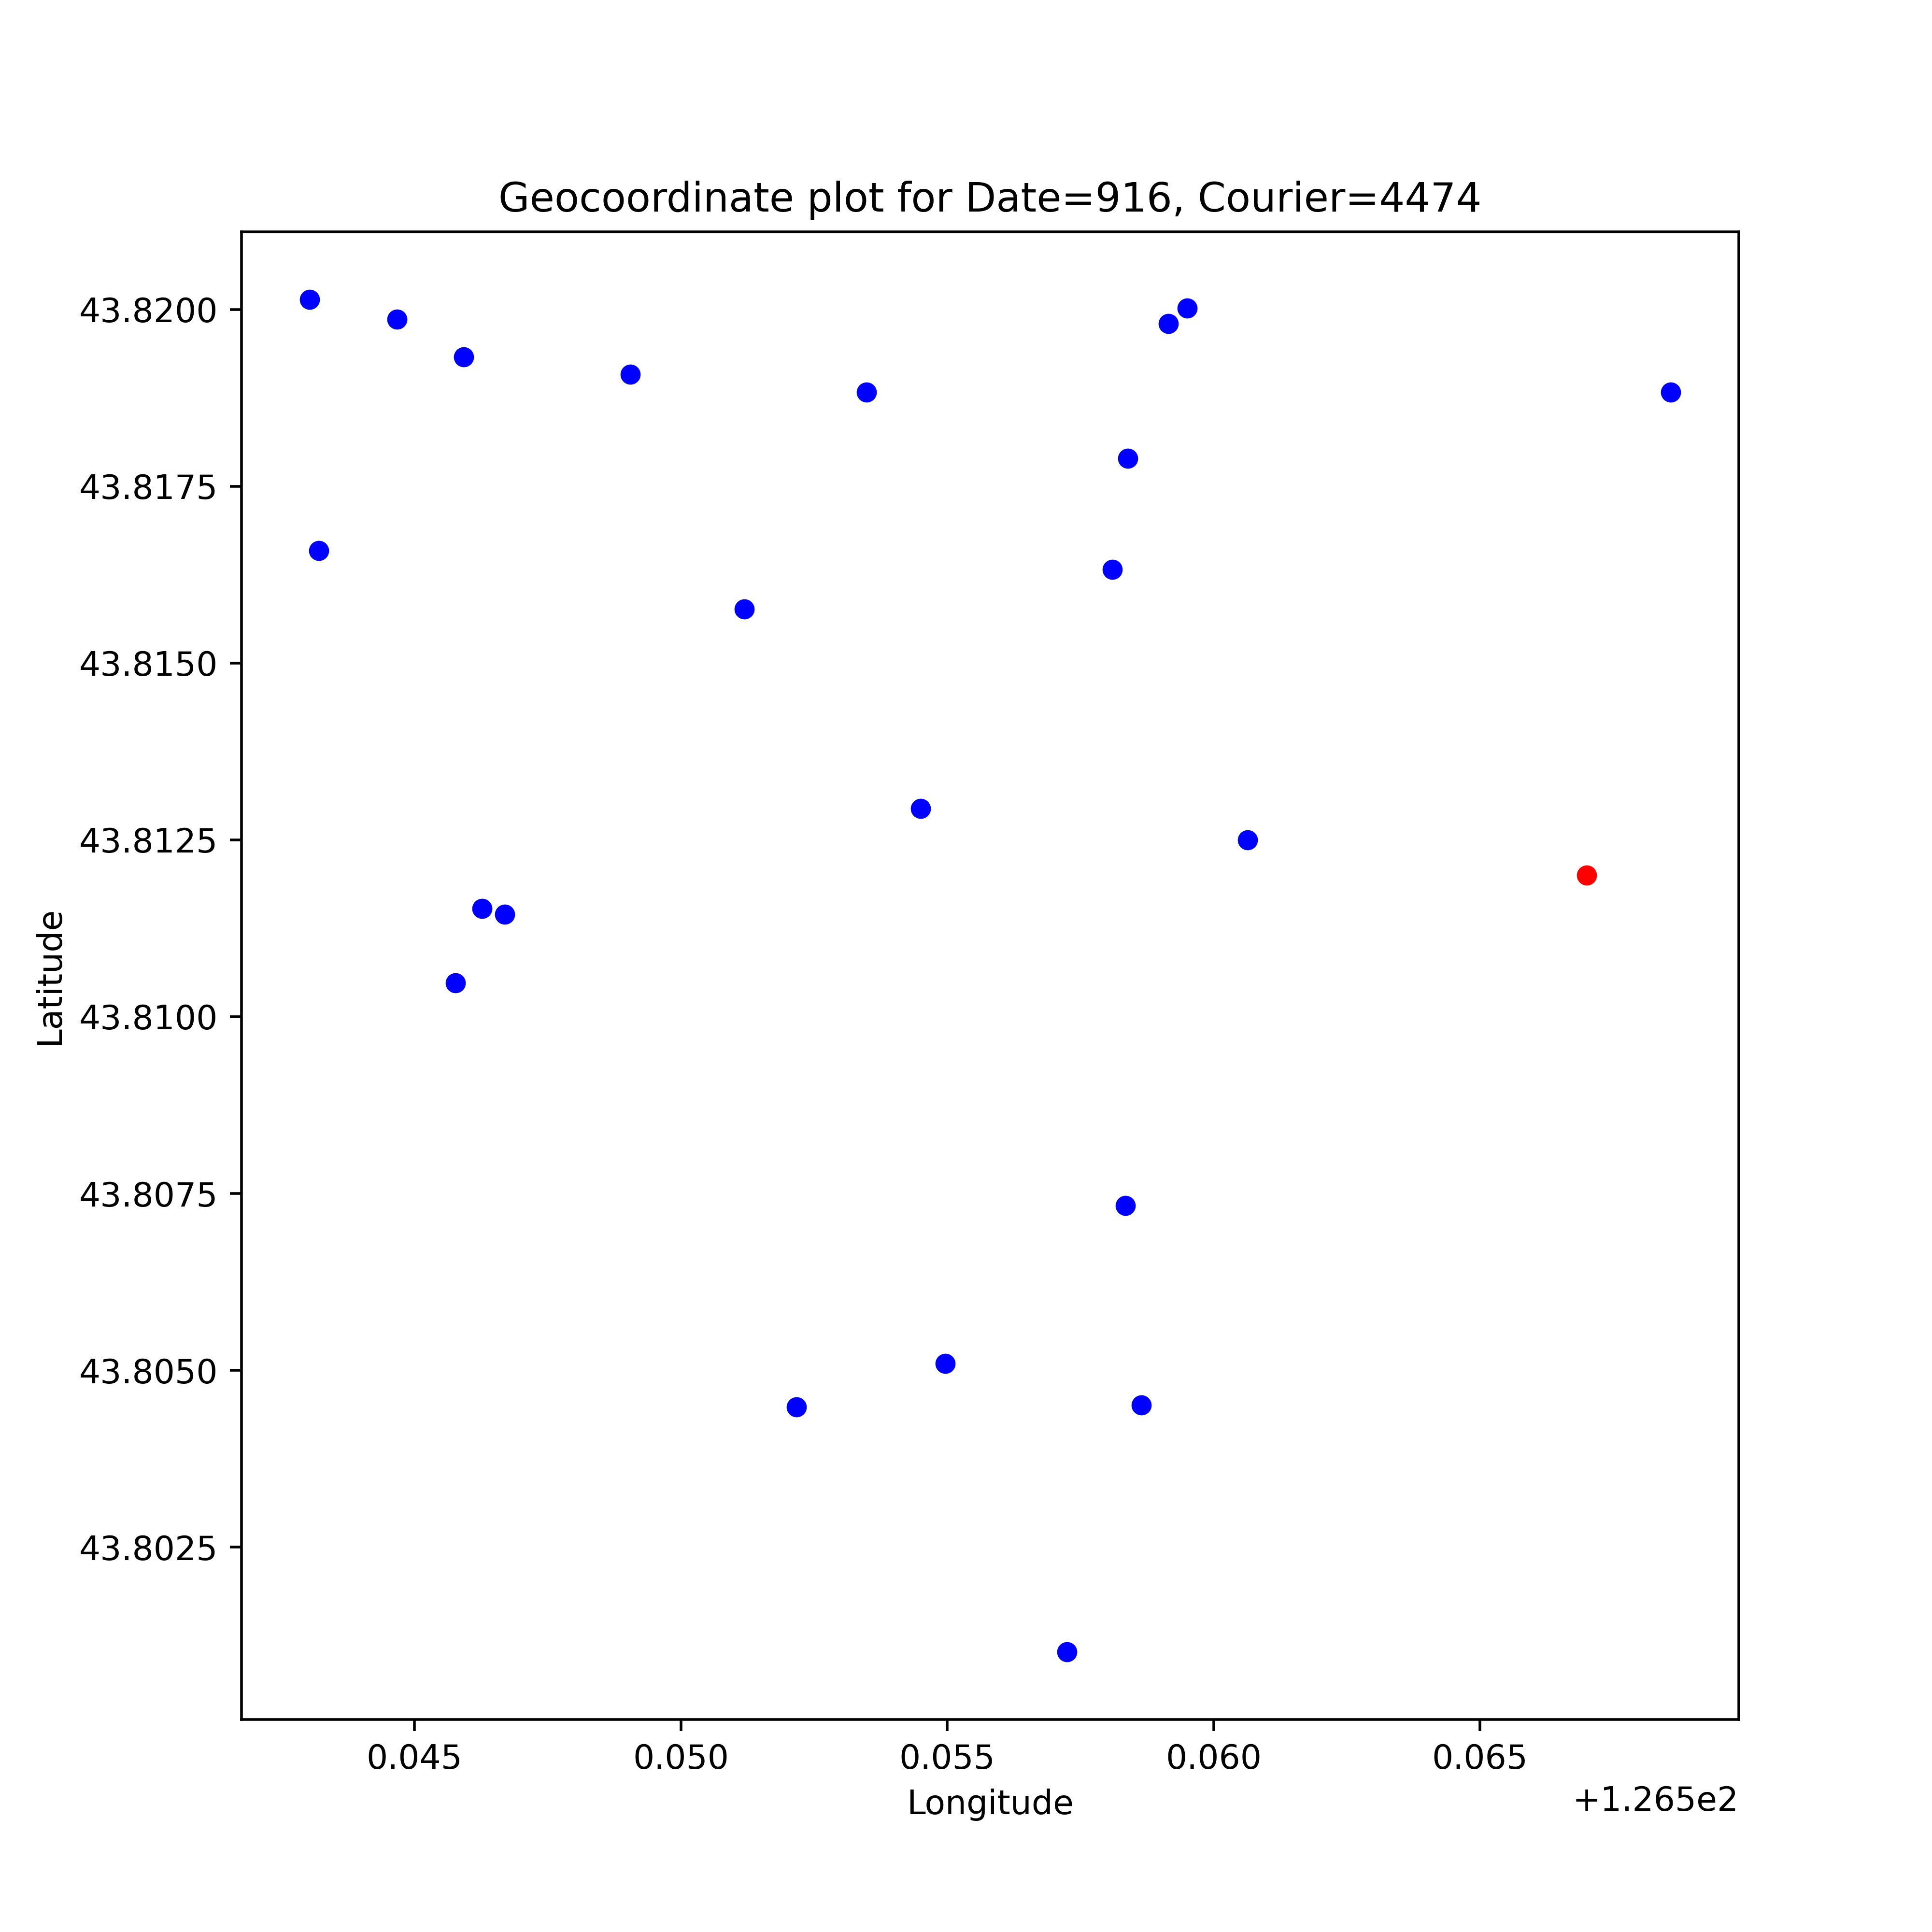 Geocoordinate plot for Date=916, Courier=4474
43.8200
43.8175
43.8150
43.8125
43.8100
43.8075
43.8050
43.8025
Latitude
0.045 0.050 0.055 0.060 0.065
Longitude
+1.265e2